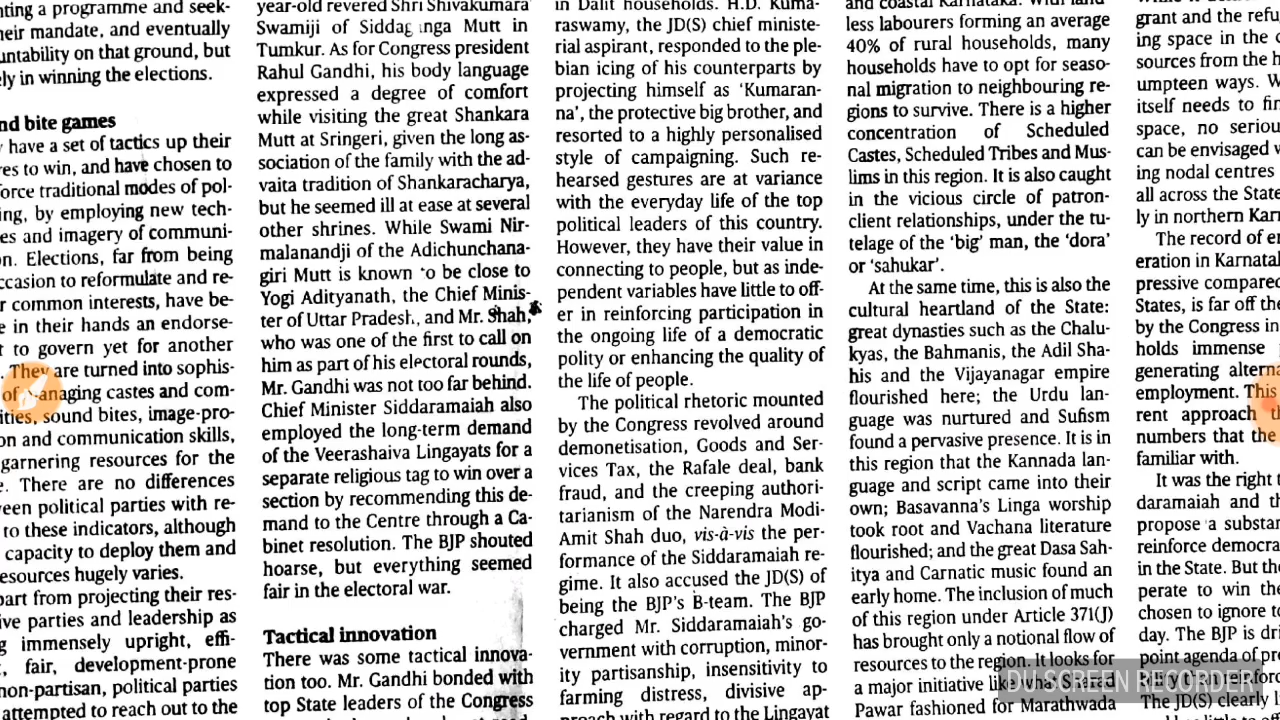 nting a programme and seek-
heir mandate, and eventually
untability on that ground, but
ly in winning the elections.
nd bite games
have a set of tactics up their
res to win, and have chosen to
force traditional modes of pol-
ing, by employing new tech-
es and imagery of communi-
on. Elections, far from being
ccasion to reformulate and re-
r common interests, have be-
e in their hands an endorse-
t to govern yet for another
They are turned into sophis-
of managing castes and com-
ities, sound bites, image-pro-
on and communication skills,
garnering resources for the
e. There are no differences
een political parties with re-
to these indicators, although
capacity to deploy them and
resources hugely varies.
part from projecting their res-
ive parties and leadership as
g immensely upright, effi-
, fair, development-prone
non-partisan, political parties
attempted to reach out to the
year-old revered Shri Shivakumara
Swamiji of Siddaganga Mutt in
Tumkur. As for Congress president
Rahul Gandhi, his body language
expressed a degree of comfort
while visiting the great Shankara
Mutt at Sringeri, given the long as-
sociation of the family with the ad-
vaita tradition of Shankaracharya,
but he seemed ill at ease at several
other shrines. While Swami Nir-
malanandji of the Adichunchana-
giri Mutt is known to be close to
Yogi Adityanath, the Chief Minis-
ter of Uttar Pradesh, and Mr. Shah,
who was one of the first to call on
him as part of his electoral rounds,
Mr. Gandhi was not too far behind.
Chief Minister Siddaramaiah also
employed the long-term demand
of the Veerashaiva Lingayats for a
separate religious tag to win over a
section by recommending this de-
mand to the Centre through a Ca-
binet resolution. The BJP shouted
hoarse, but everything seemed
fair in the electoral war.
Tactical innovation
There was some tactical innova-
tion too. Mr. Gandhi bonded with
top State leaders of the Congress
in Dalit households. H.D. Kuma-
raswamy, the JD(S) chief ministe-
rial aspirant, responded to the ple-
bian icing of his counterparts by
projecting himself as ‘Kumaran-
na’, the protective big brother, and
resorted to a highly personalised
style of campaigning. Such re-
hearsed gestures are at variance
with the everyday life of the top
political leaders of this country.
However, they have their value in
connecting to people, but as inde-
pendent variables have little to off-
er in reinforcing participation in
the ongoing life of a democratic
polity or enhancing the quality of
the life of people.
The political rhetoric mounted
by the Congress revolved around
demonetisation, Goods and Ser-
vices Tax, the Rafale deal, bank
fraud, and the creeping authori-
tarianism of the Narendra Modi-
Amit Shah duo, vis-à-vis the per-
formance of the Siddaramaiah re-
gime. It also accused the JD(S) of
being the BJP’s B-team. The BJP
charged Mr. Siddaramaiah’s go-
vernment with corruption, minor-
ity partisanship, insensitivity to
farming distress, divisive ap-
proach with regard to the Lingayat
and coastal Karnataka. With land-
less labourers forming an average
40% of rural households, many
households have to opt for seaso-
nal migration to neighbouring re-
gions to survive. There is a higher
concentration of Scheduled
Castes, Scheduled Tribes and Mus-
lims in this region. It is also caught
in the vicious circle of patron-
client relationships, under the tu-
telage of the ‘big’ man, the ‘dora’
or ‘sahukar’.
At the same time, this is also the
cultural heartland of the State:
great dynasties such as the Chalu-
kyas, the Bahmanis, the Adil Sha-
his and the Vijayanagar empire
flourished here; the Urdu lan-
guage was nurtured and Sufism
found a pervasive presence. It is in
this region that the Kannada lan-
guage and script came into their
own; Basavanna’s Linga worship
took root and Vachana literature
flourished; and the great Dasa Sah-
itya and Carnatic music found an
early home. The inclusion of much
of this region under Article 371(J)
has brought only a notional flow of
resources to the region. It looks for
a major initiative like what Sharad
Pawar fashioned for Marathwada
grant and the refu
ing space in the c
sources from the h
umpteen ways. W
itself needs to fin
space, no seriou
can be envisaged w
ing nodal centres
all across the State
ly in northern Karn
The record of em
eration in Karnatak
pressive compared
States, is far off the
by the Congress in
holds immense
generating alterna
employment. This
rent approach th
numbers that the
familiar with.
It was the right t
daramaiah and th
propose a substan
reinforce democra
in the State. But the
perate to win the
chosen to ignore to
day. The BJP is dri
point agenda of pre
bility than reinforc
The JD(S) clearly,
DU SCREEN RECORDER